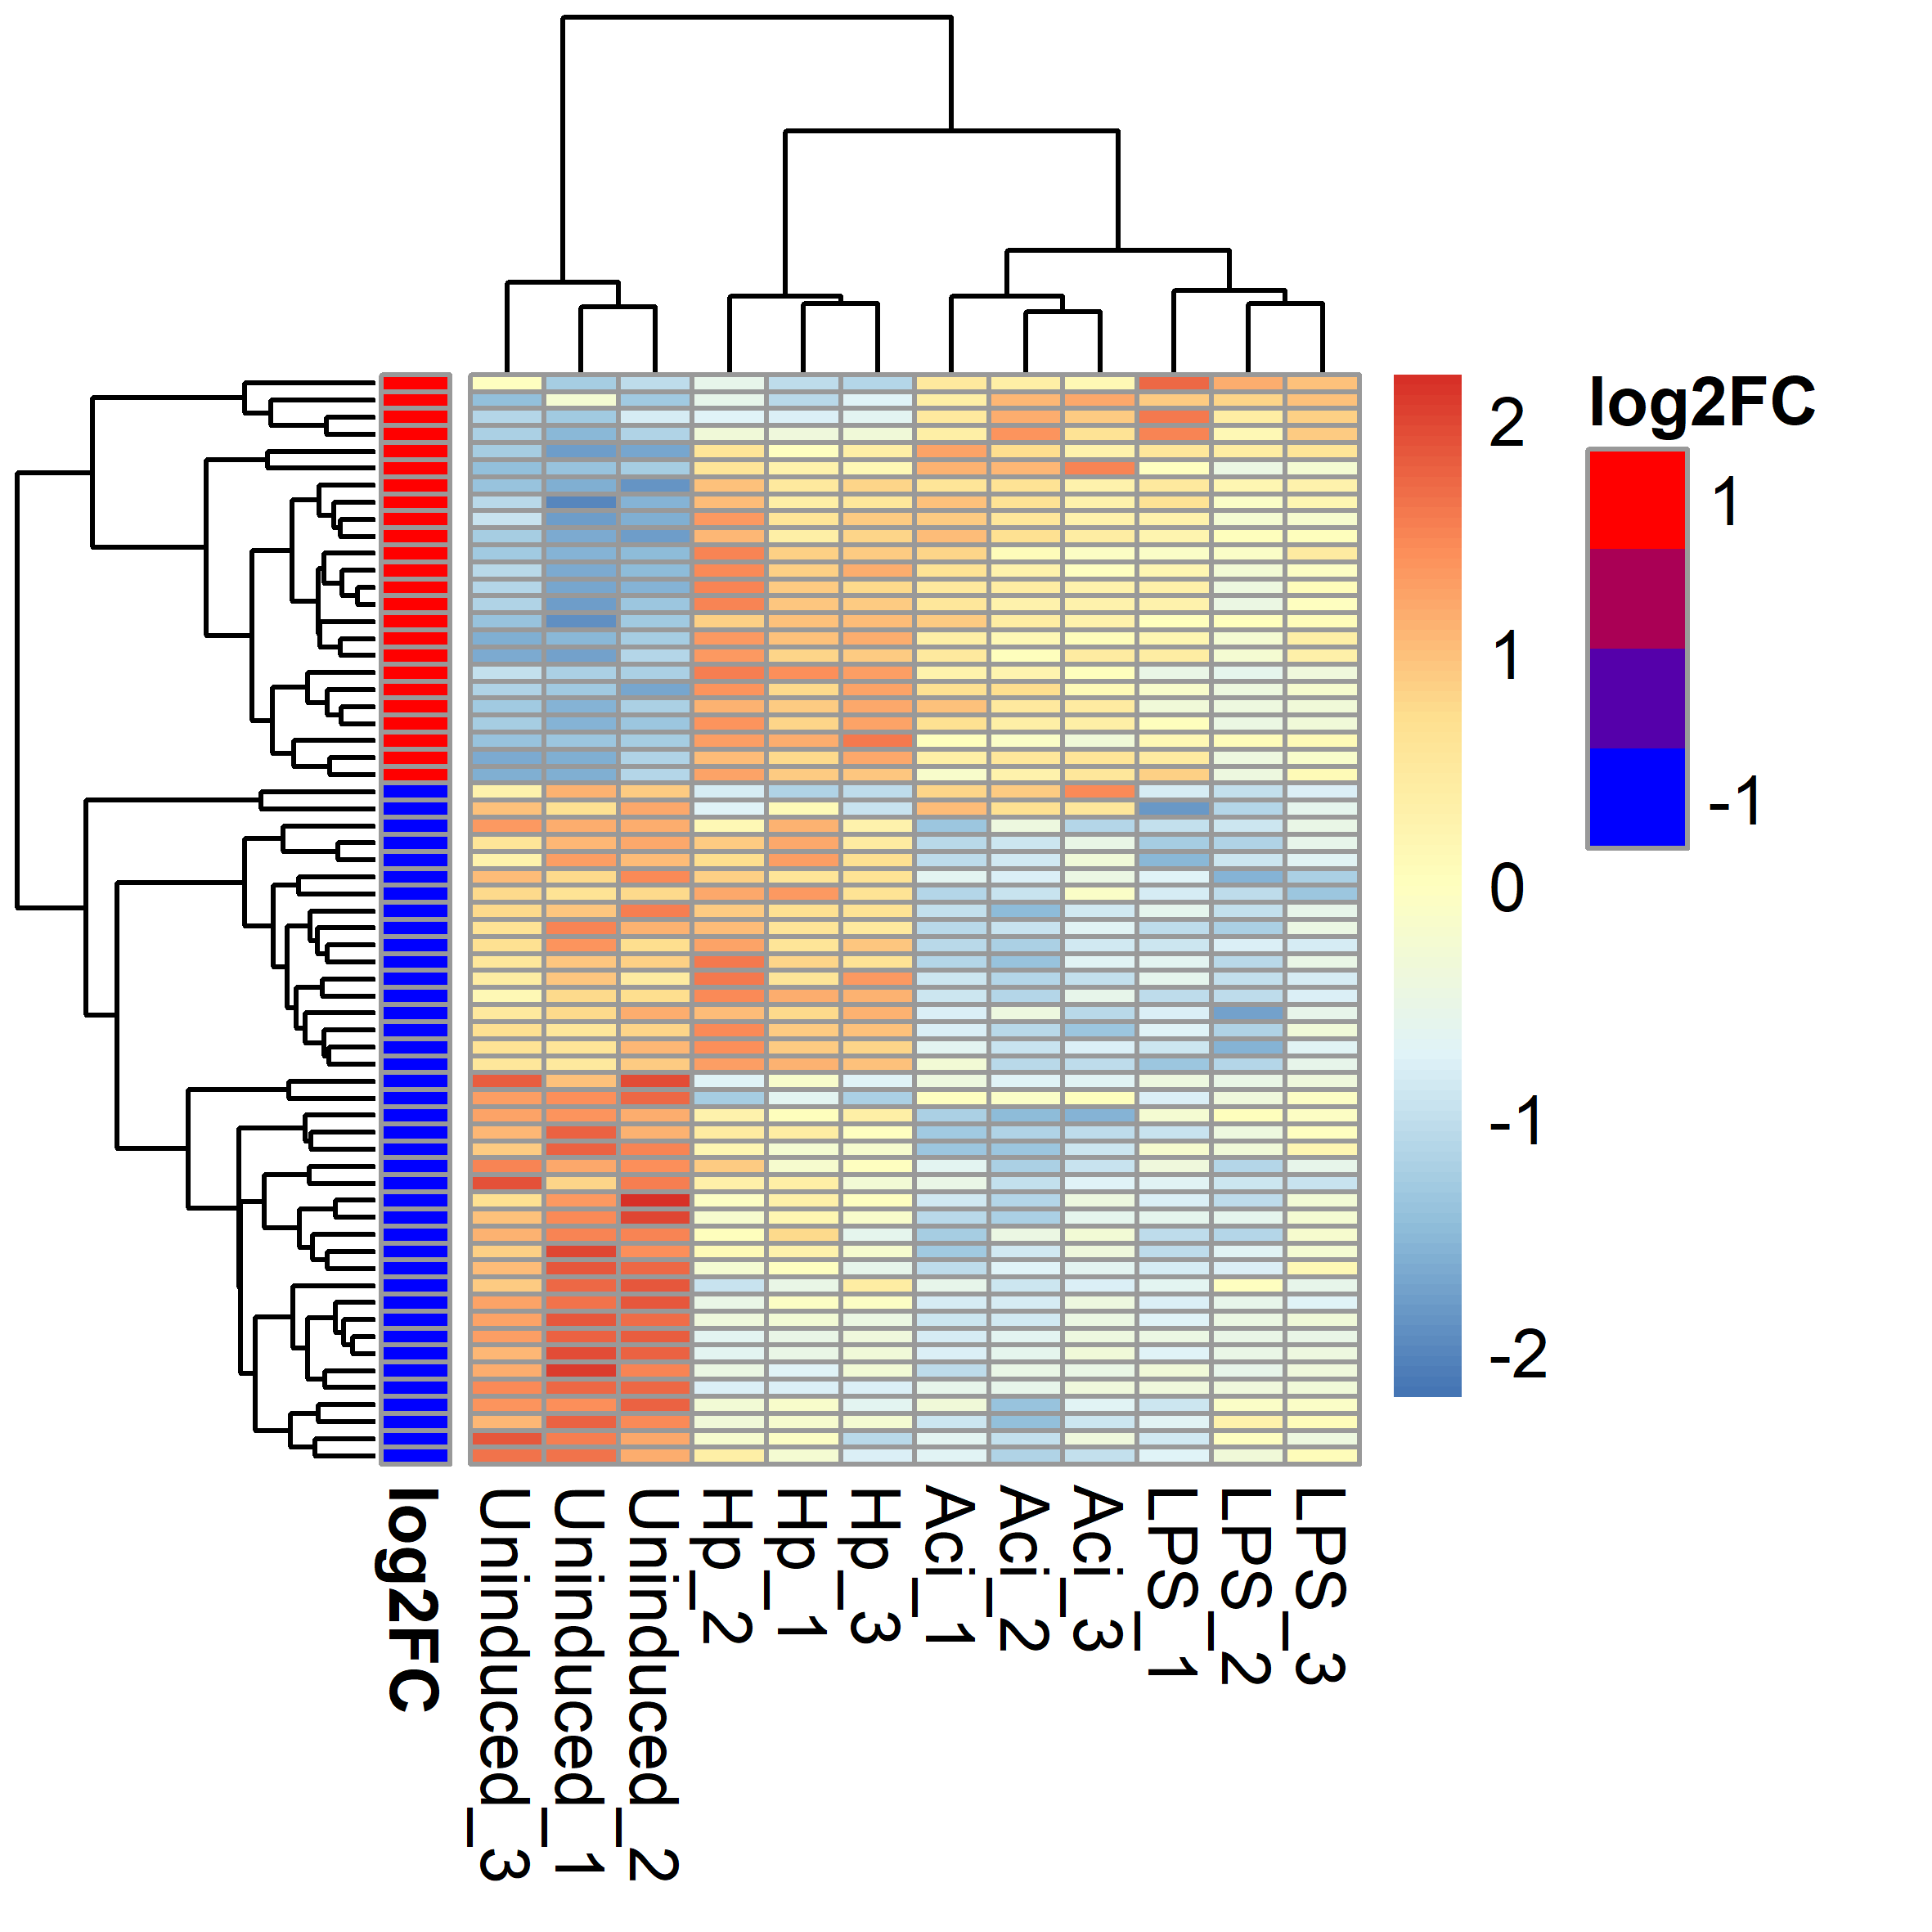 log2FC
1
-1
2
1
0
-1
-2
log2FC
Uninduced_3
Uninduced_1
Uninduced_2
Hp_2
Hp_1
Hp_3
Aci_1
Aci_2
Aci_3
LPS_1
LPS_2
LPS_3